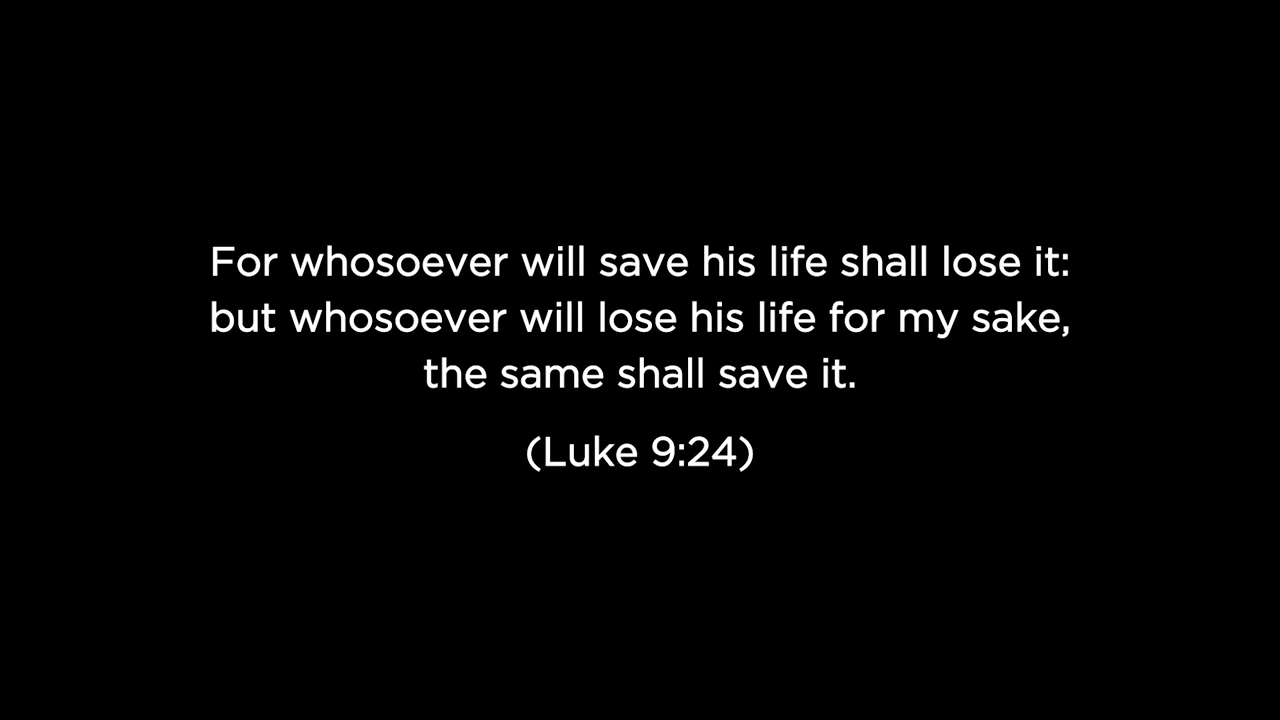 For whosoever will save his life shall lose it:
but whosoever will lose his life for my sake,
the same shall save it.
(Luke 9:24)